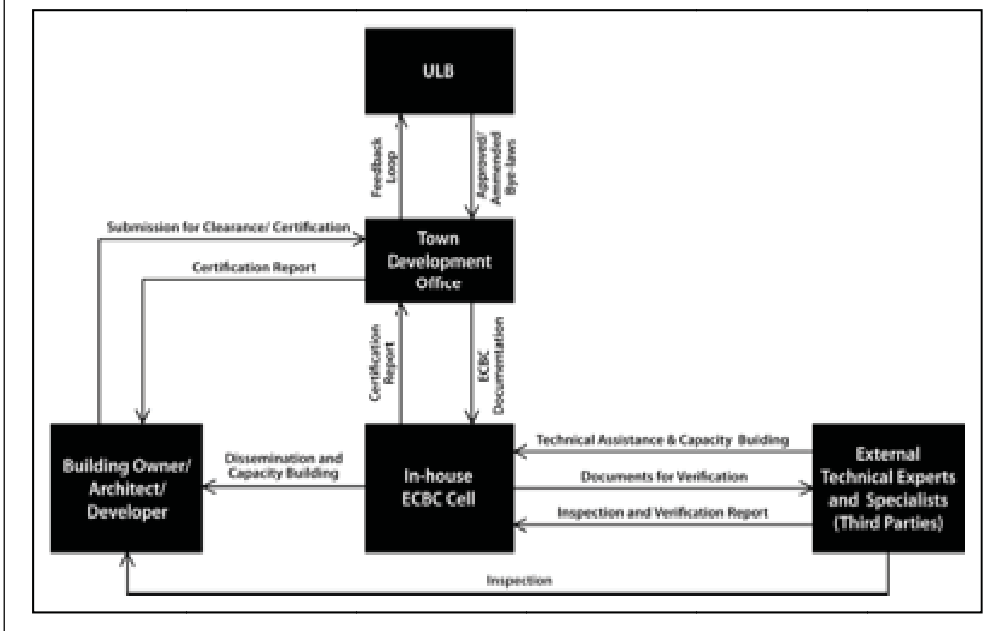 ULB
Feedback
Loop
Approved/
Ammended
Bye-laws
Submission for Clearance/ Certification
Town
Development
Office
Certification Report
Certification
Report
ECBC
Documentation
Building Owner/
Architect/
Developer
Dissemination and
Capacity Building
In-house
ECBC Cell
Technical Assistance & Capacity Building
Documents for Verification
Inspection and Verification Report
External
Technical Experts
and Specialists
(Third Parties)
Inspection